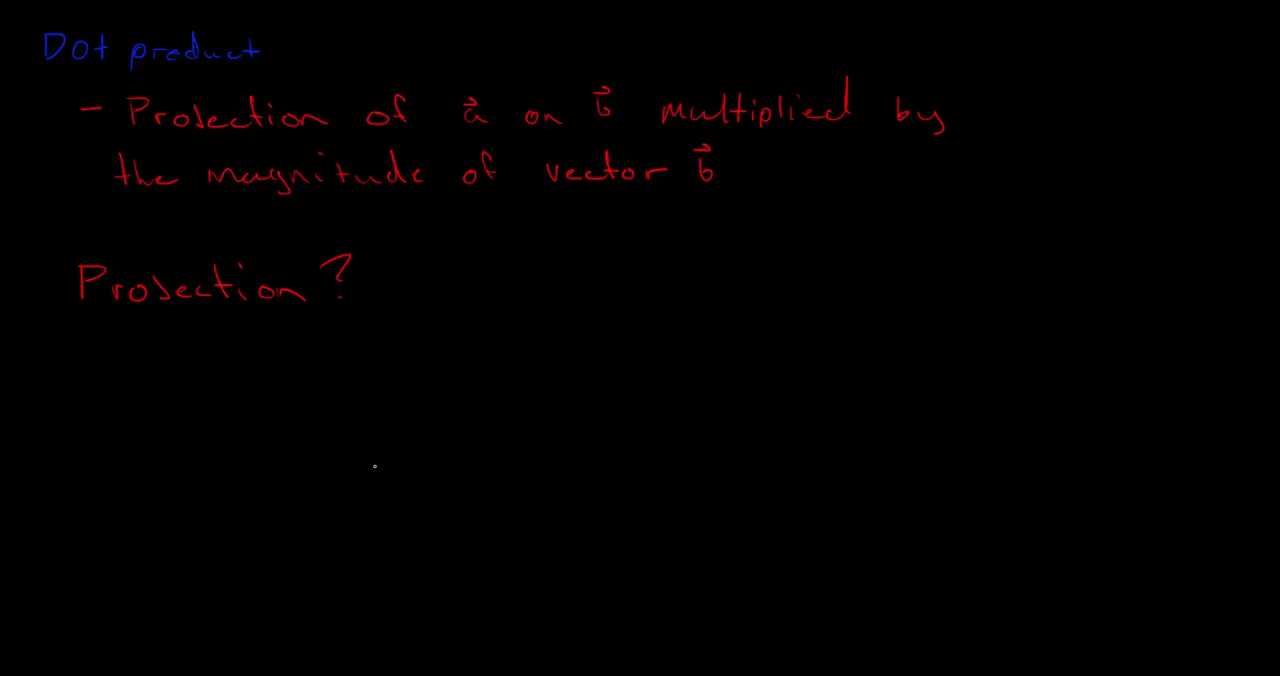 Dot product
- Projection of a⃗ on b⃗ multiplied by
the magnitude of vector b⃗
Projection?